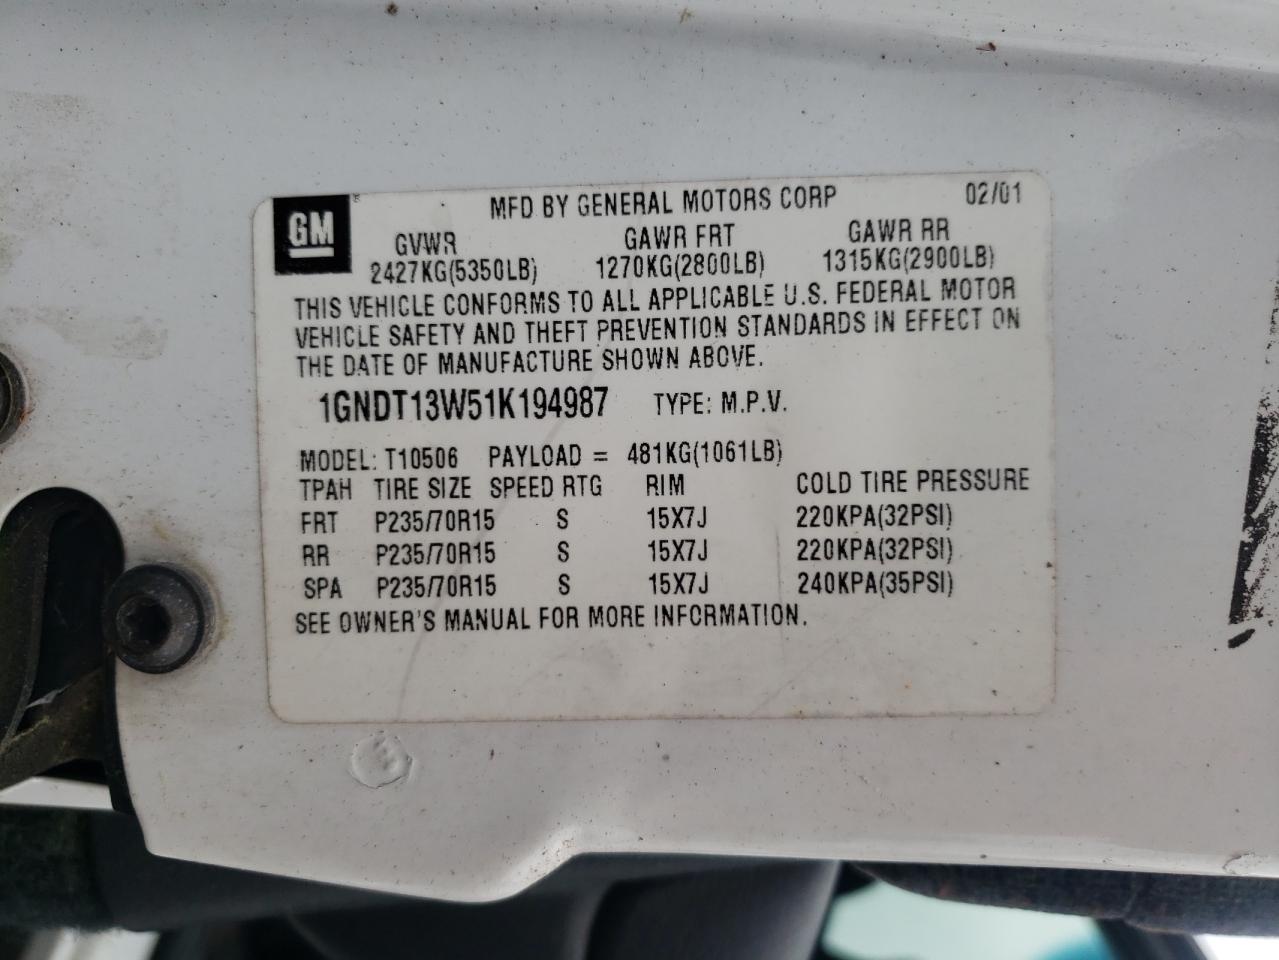 GM ® MFD BY GENERAL MOTORS CORP 02/01
GVWR GAWR FRT GAWR RR
2427KG(5350LB) 1270KG(2800LB) 1315KG(2900LB)
THIS VEHICLE CONFORMS TO ALL APPLICABLE U.S. FEDERAL MOTOR
VEHICLE SAFETY AND THEFT PREVENTION STANDARDS IN EFFECT ON
THE DATE OF MANUFACTURE SHOWN ABOVE.
1GNDT13W51K194987 TYPE: M.P.V.
MODEL: T10506 PAYLOAD = 481KG(1061LB)
TPAH TIRE SIZE SPEED RTG RIM COLD TIRE PRESSURE
FRT P235/70R15 S 15X7J 220KPA(32PSI)
RR P235/70R15 S 15X7J 220KPA(32PSI)
SPA P235/70R15 S 15X7J 240KPA(35PSI)
SEE OWNER'S MANUAL FOR MORE INFORMATION.